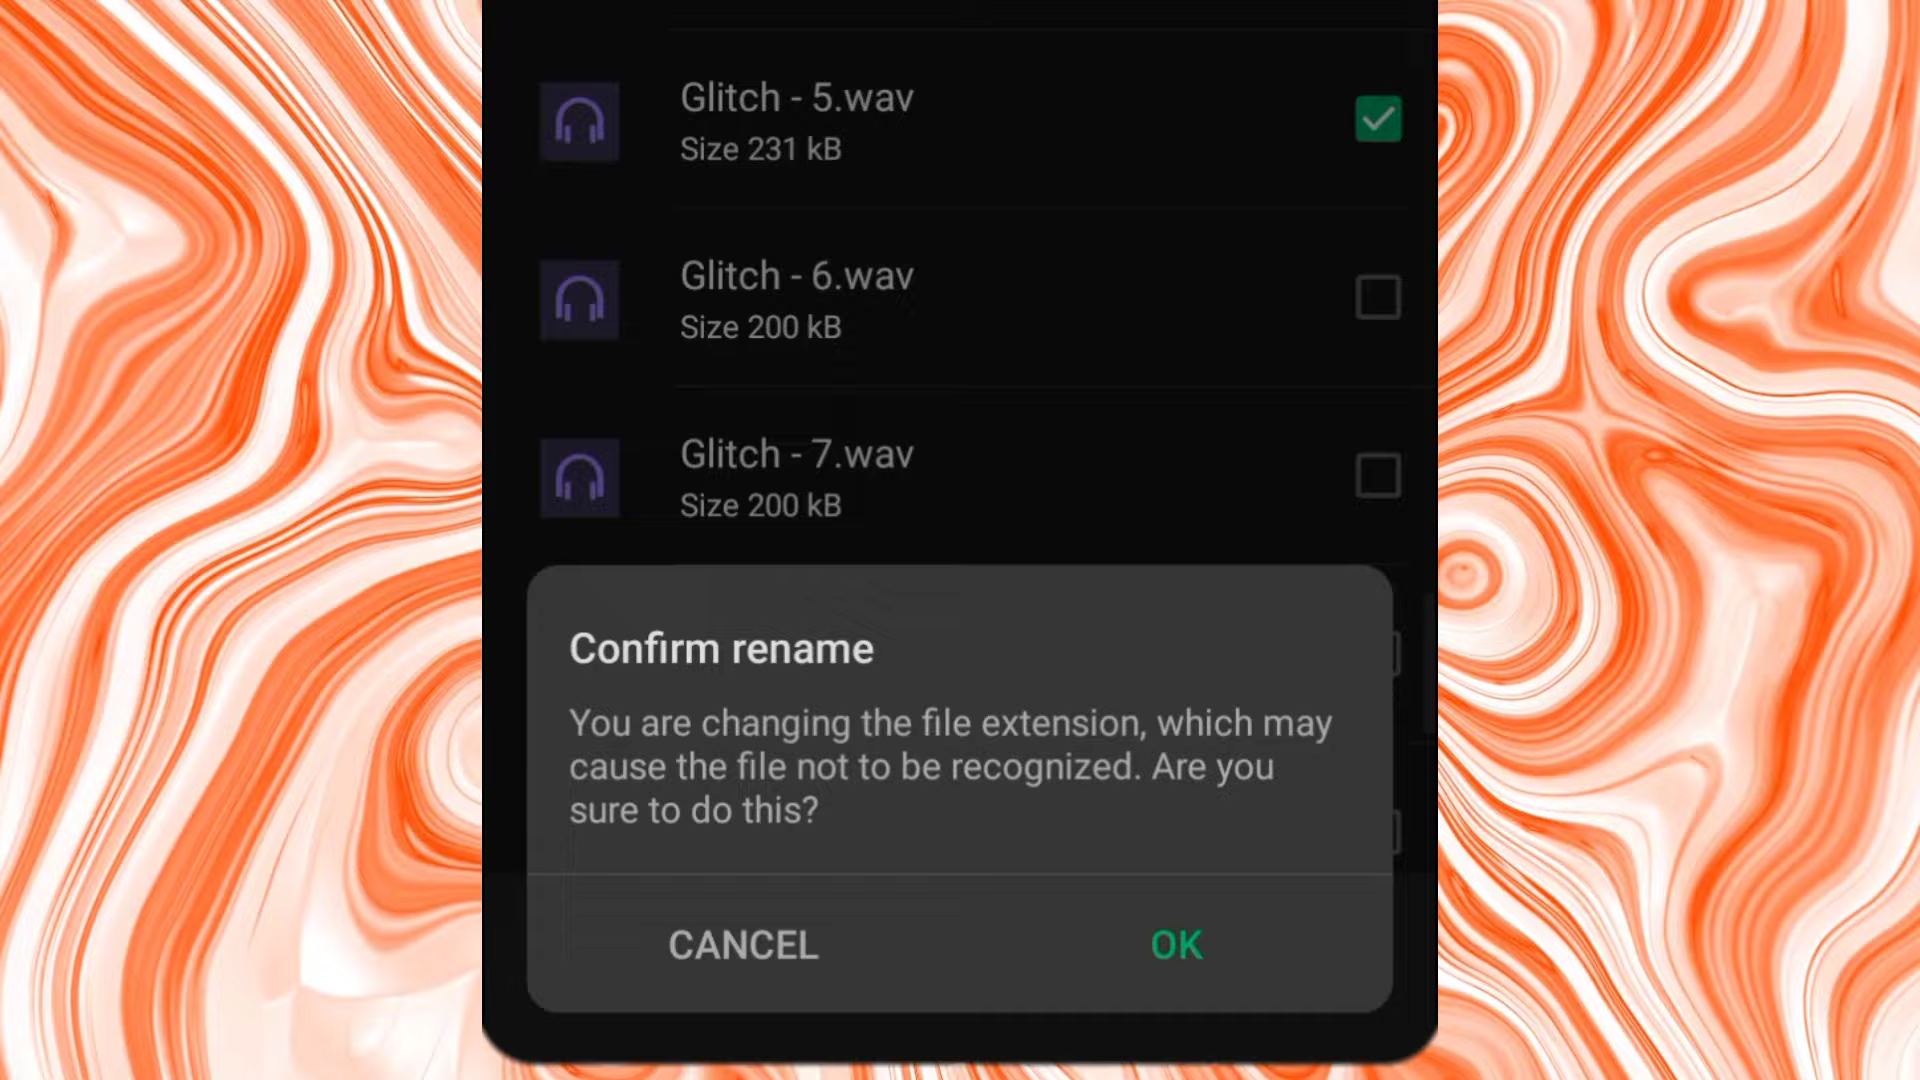 Glitch - 5.wav
Size 231 kB
Glitch - 6.wav
Size 200 kB
Glitch - 7.wav
Size 200 kB
Confirm rename
You are changing the file extension, which may
cause the file not to be recognized. Are you
sure to do this?
CANCEL
OK